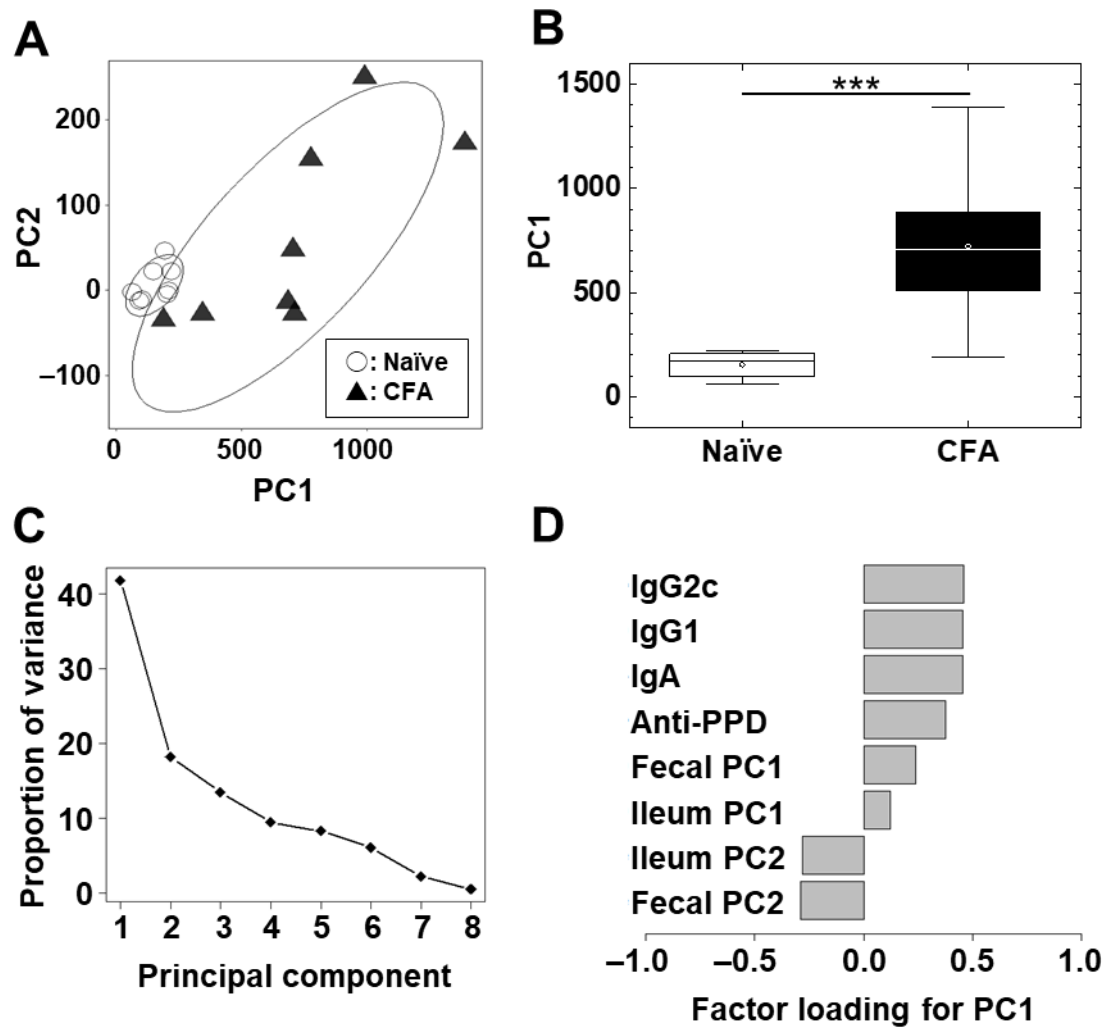 A
PC2
200
100
0
–100
0
500
1000
PC1
○: Naïve
▲: CFA
B
PC1
1500
1000
500
0
***
Naïve
CFA
C
Proportion of variance
40
30
20
10
0
1 2 3 4 5 6 7 8
Principal component
D
IgG2c
IgG1
IgA
Anti-PPD
Fecal PC1
Ileum PC1
Ileum PC2
Fecal PC2
–1.0 –0.5 0.0 0.5 1.0
Factor loading for PC1